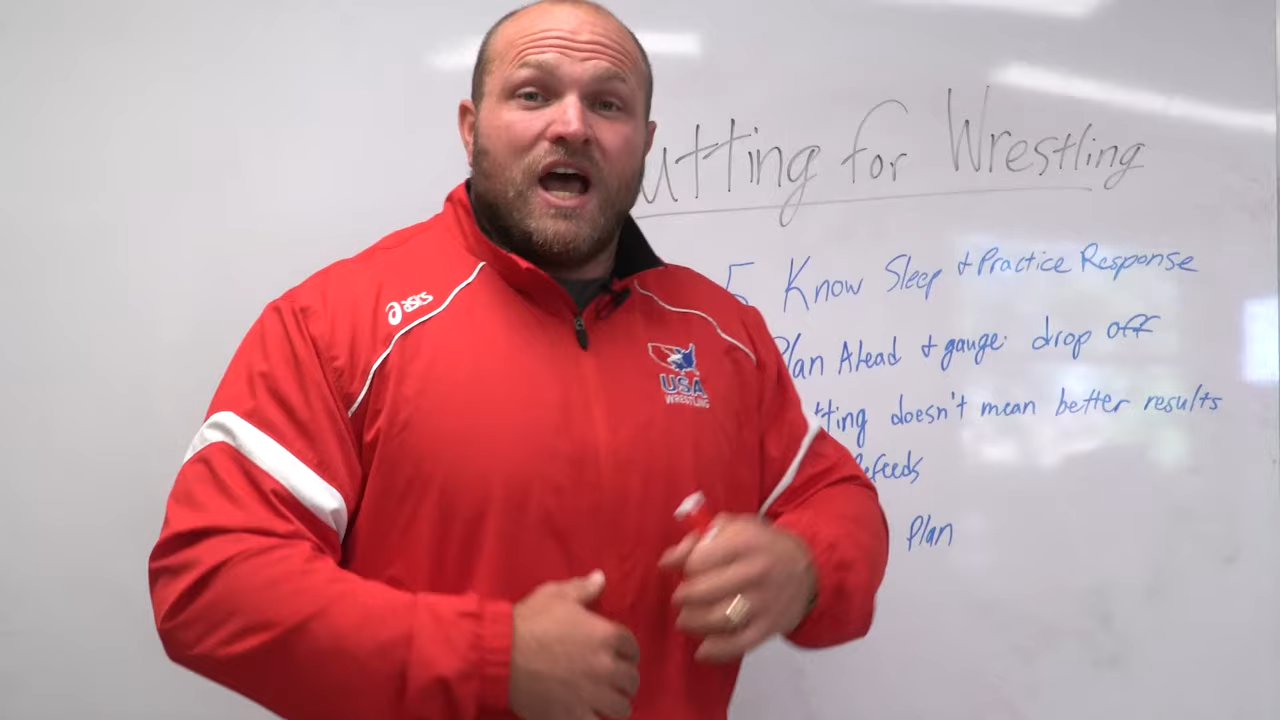 utting for Wrestling
5 Know Sleep + Practice Response
Plan Ahead + gauge drop off
tting doesn't mean better results
efeeds
Plan
asics
USA
WRESTLING